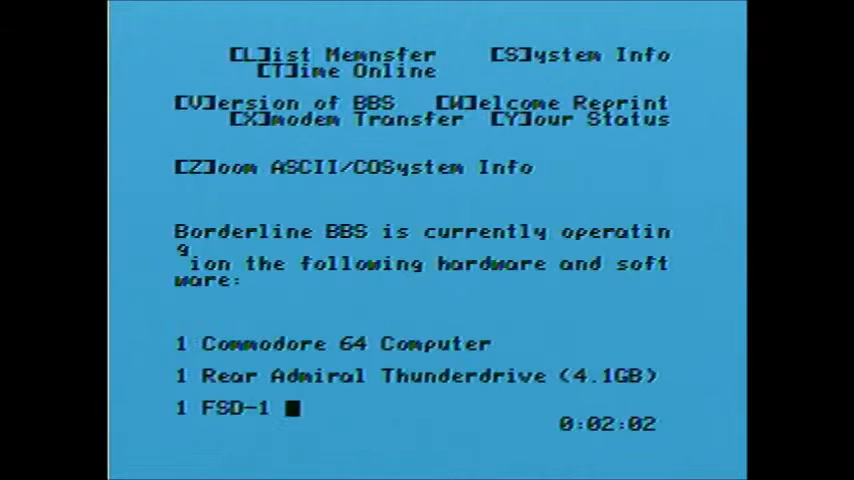 [L]ist Memnsfer [S]ystem Info
[T]ime Online
[V]ersion of BBS [W]elcome Reprint
[X]modem Transfer [Y]our Status
[Z]oom ASCII/COSystem Info
Borderline BBS is currently operatin
g
ion the following hardware and soft
ware:
1 Commodore 64 Computer
1 Rear Admiral Thunderdrive (4.1GB)
1 FSD-1
0:02:02